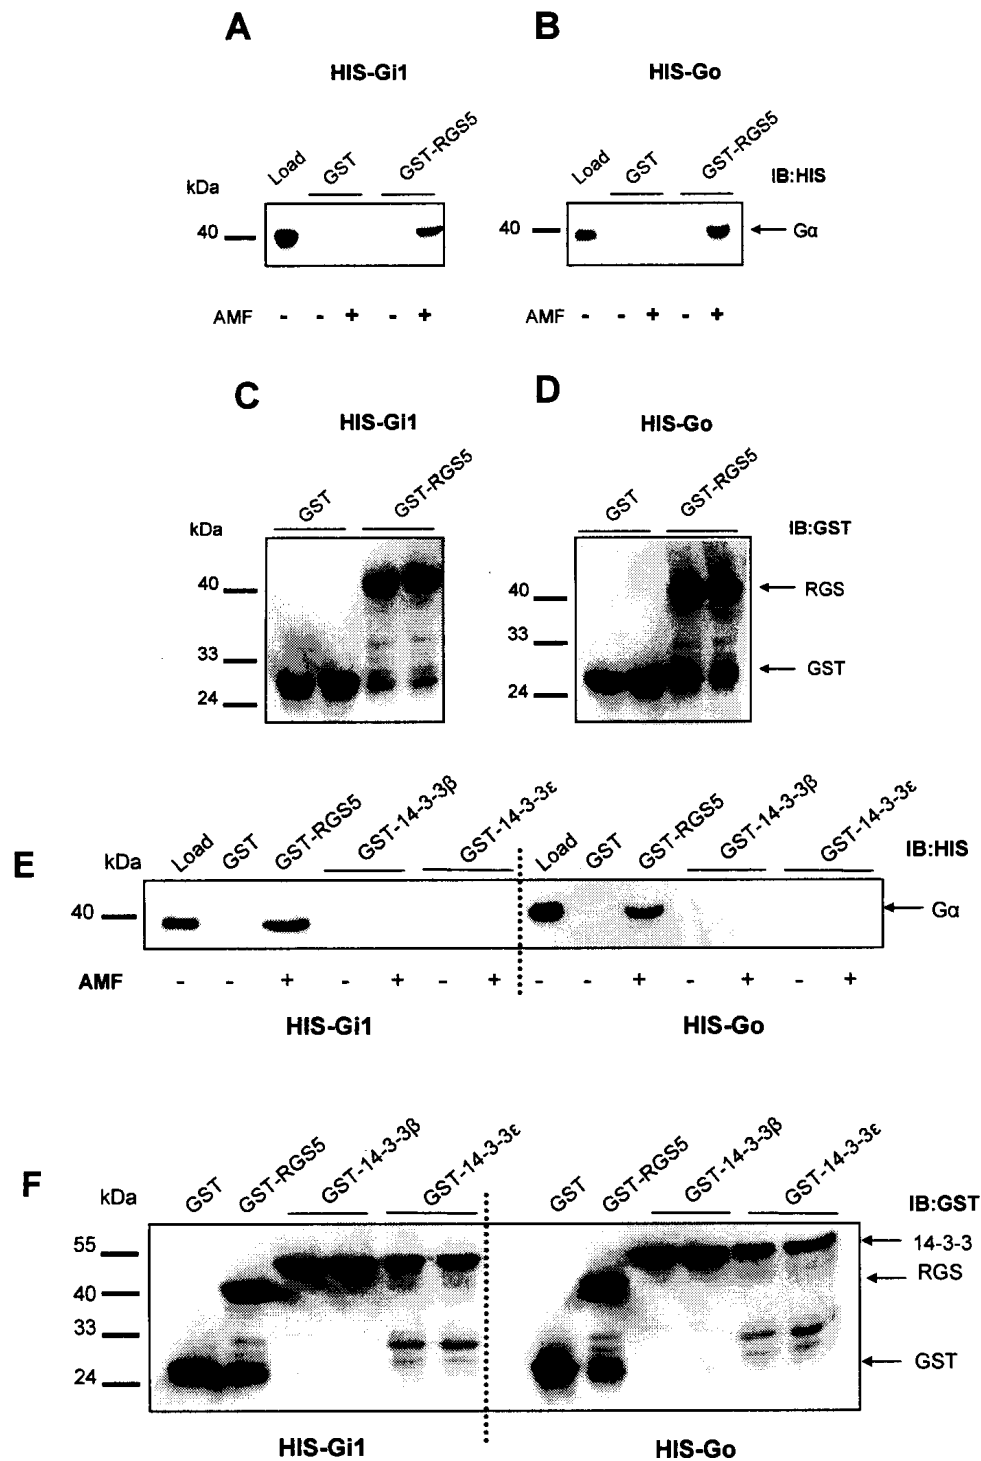 A
B
HIS-Gi1
HIS-Go
kDa
Load
GST
GST-RGS5
Load
GST
GST-RGS5
IB:HIS
40
40
Gα
AMF - - + - +
AMF - - + - +
C
D
HIS-Gi1
HIS-Go
kDa
GST
GST-RGS5
GST
GST-RGS5
IB:GST
40
33
24
40
33
24
RGS
GST
E
kDa
Load
GST
GST-RGS5
GST-14-3-3β
GST-14-3-3ε
Load
GST
GST-RGS5
GST-14-3-3β
GST-14-3-3ε
IB:HIS
40
Gα
AMF - - + - + - + - - + - + - +
HIS-Gi1
HIS-Go
F
kDa
GST
GST-RGS5
GST-14-3-3β
GST-14-3-3ε
GST
GST-RGS5
GST-14-3-3β
GST-14-3-3ε
IB:GST
55
40
33
24
14-3-3
RGS
GST
HIS-Gi1
HIS-Go